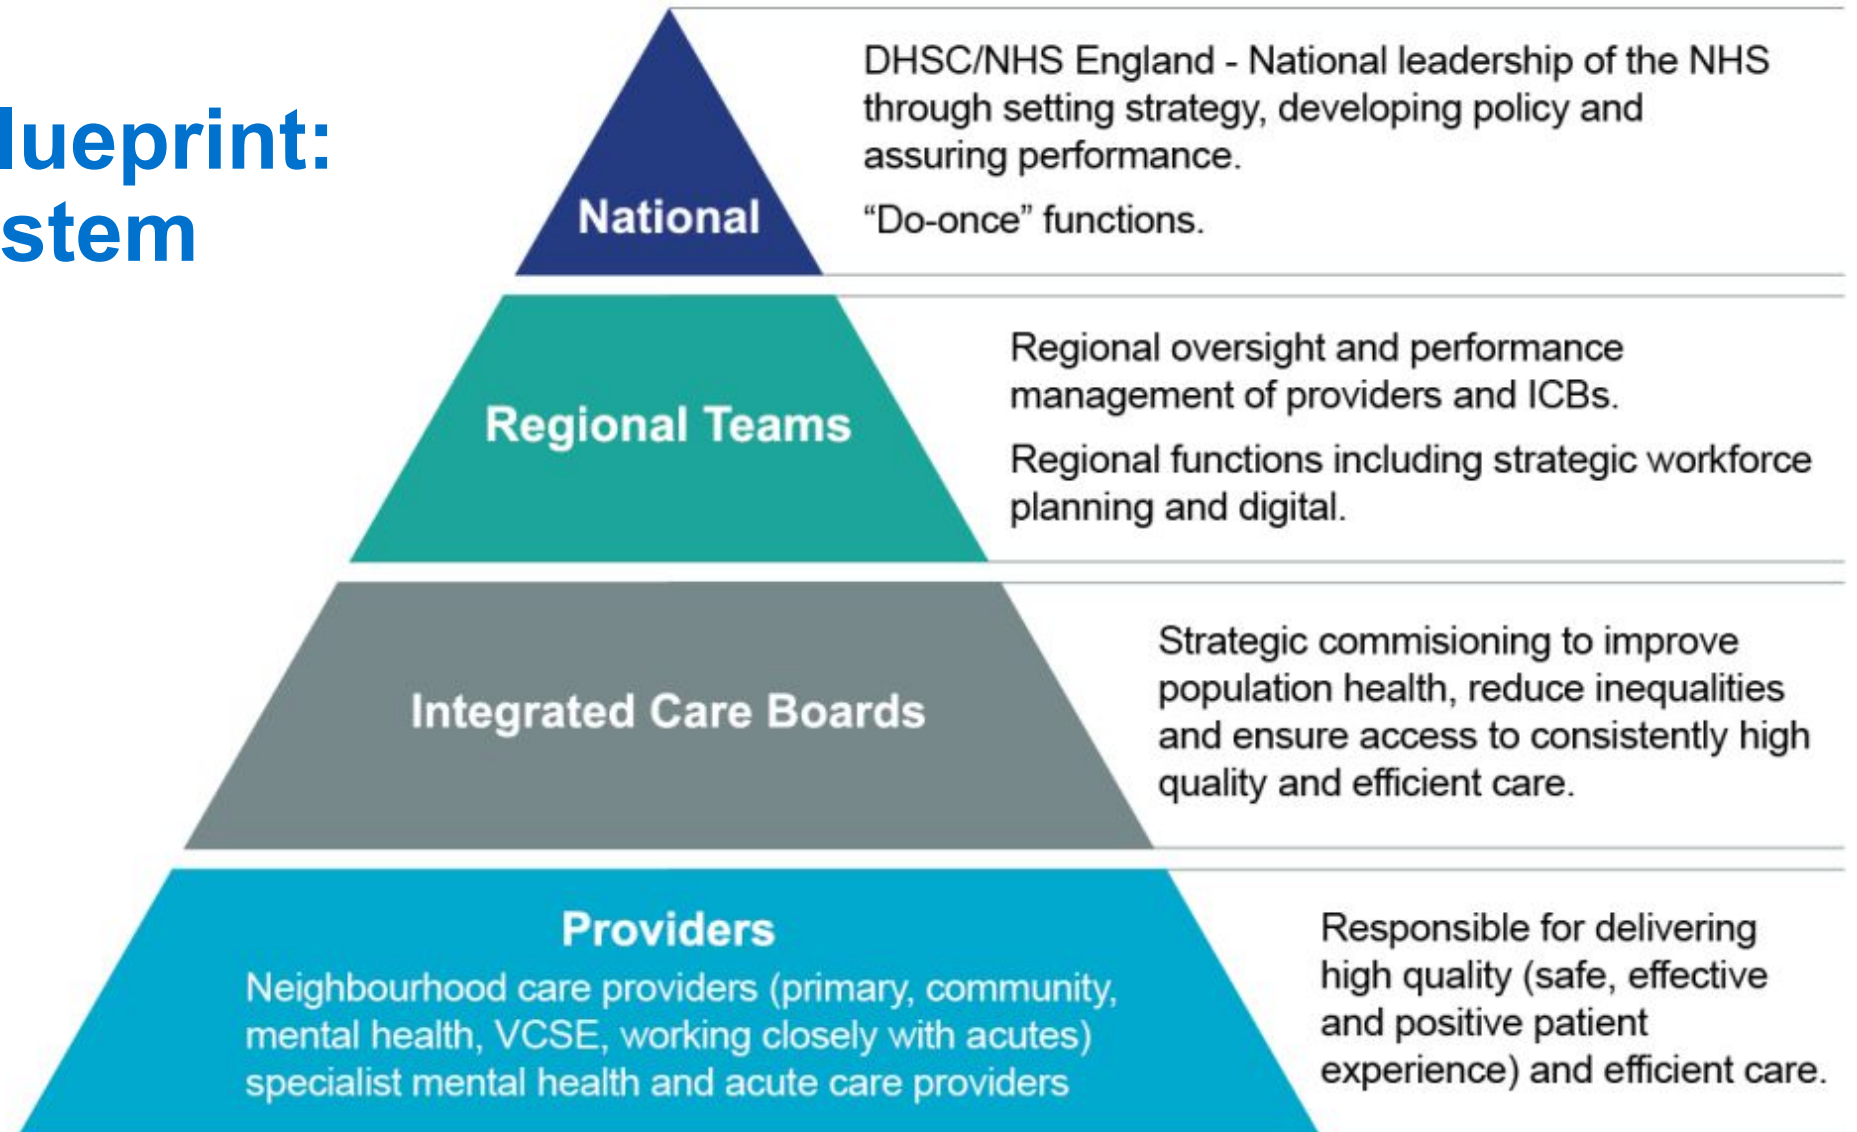 lueprint:
stem
National
DHSC/NHS England - National leadership of the NHS
through setting strategy, developing policy and
assuring performance.
“Do-once” functions.
Regional Teams
Regional oversight and performance
management of providers and ICBs.
Regional functions including strategic workforce
planning and digital.
Integrated Care Boards
Strategic commisioning to improve
population health, reduce inequalities
and ensure access to consistently high
quality and efficient care.
Providers
Neighbourhood care providers (primary, community,
mental health, VCSE, working closely with acutes)
specialist mental health and acute care providers
Responsible for delivering
high quality (safe, effective
and positive patient
experience) and efficient care.